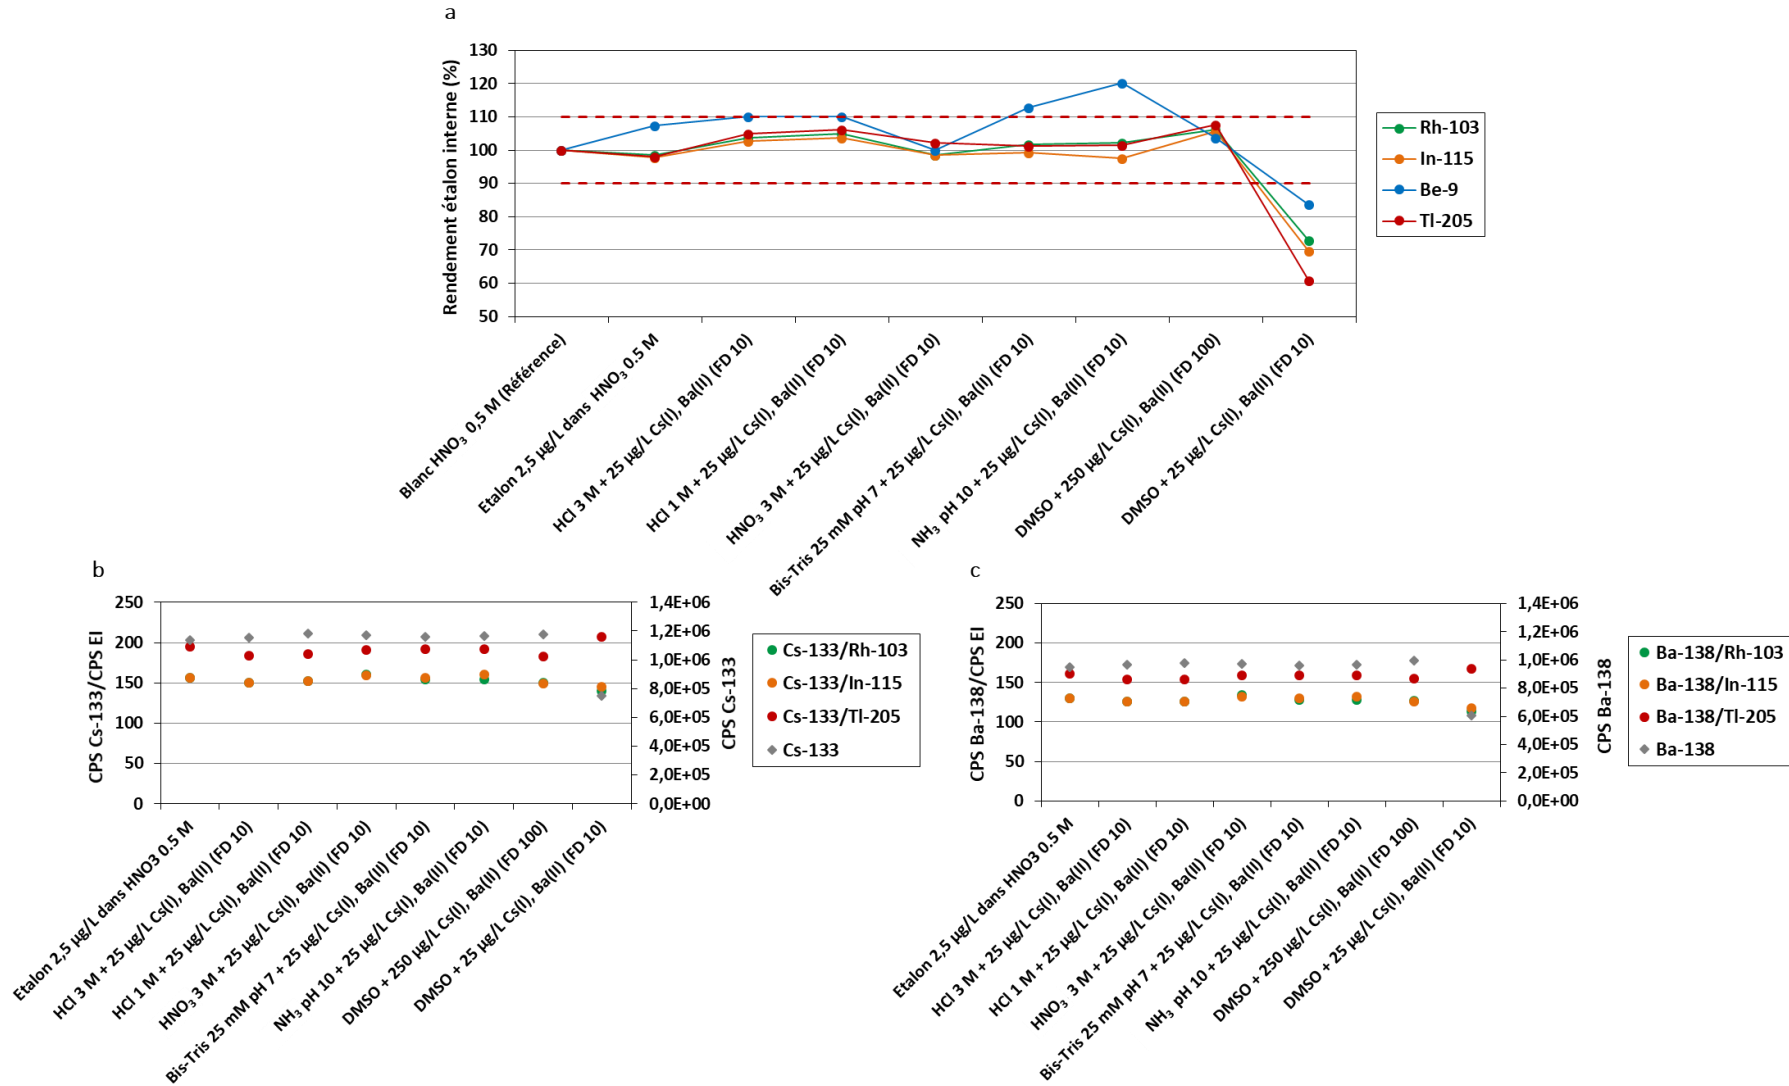 a
Rendement étalon interne (%)
130
120
110
100
90
80
70
60
50
Rh-103
In-115
Be-9
Tl-205
Blanc HNO₃ 0,5 M (Référence)
Etalon 2,5 µg/L dans HNO₃ 0.5 M
HCl 3 M + 25 µg/L Cs(I), Ba(II) (FD 10)
HCl 1 M + 25 µg/L Cs(I), Ba(II) (FD 10)
HNO₃ 3 M + 25 µg/L Cs(I), Ba(II) (FD 10)
Bis-Tris 25 mM pH 7 + 25 µg/L Cs(I), Ba(II) (FD 10)
NH₃ pH 10 + 25 µg/L Cs(I), Ba(II) (FD 10)
DMSO + 250 µg/L Cs(I), Ba(II) (FD 100)
DMSO + 25 µg/L Cs(I), Ba(II) (FD 10)
b
CPS Cs-133/CPS EI
250
200
150
100
50
0
1,4E+06
1,2E+06
1,0E+06
8,0E+05
6,0E+05
4,0E+05
2,0E+05
0,0E+00
CPS Cs-133
Cs-133/Rh-103
Cs-133/In-115
Cs-133/Tl-205
Cs-133
Etalon 2,5 µg/L dans HNO3 0.5 M
HCl 3 M + 25 µg/L Cs(I), Ba(II) (FD 10)
HCl 1 M + 25 µg/L Cs(I), Ba(II) (FD 10)
HNO₃ 3 M + 25 µg/L Cs(I), Ba(II) (FD 10)
Bis-Tris 25 mM pH 7 + 25 µg/L Cs(I), Ba(II) (FD 10)
NH₃ pH 10 + 25 µg/L Cs(I), Ba(II) (FD 10)
DMSO + 250 µg/L Cs(I), Ba(II) (FD 100)
DMSO + 25 µg/L Cs(I), Ba(II) (FD 10)
c
CPS Ba-138/CPS EI
250
200
150
100
50
0
1,4E+06
1,2E+06
1,0E+06
8,0E+05
6,0E+05
4,0E+05
2,0E+05
0,0E+00
CPS Ba-138
Ba-138/Rh-103
Ba-138/In-115
Ba-138/Tl-205
Ba-138
Etalon 2,5 µg/L dans HNO3 0.5 M
HCl 3 M + 25 µg/L Cs(I), Ba(II) (FD 10)
HCl 1 M + 25 µg/L Cs(I), Ba(II) (FD 10)
HNO₃ 3 M + 25 µg/L Cs(I), Ba(II) (FD 10)
Bis-Tris 25 mM pH 7 + 25 µg/L Cs(I), Ba(II) (FD 10)
NH₃ pH 10 + 25 µg/L Cs(I), Ba(II) (FD 10)
DMSO + 250 µg/L Cs(I), Ba(II) (FD 100)
DMSO + 25 µg/L Cs(I), Ba(II) (FD 10)